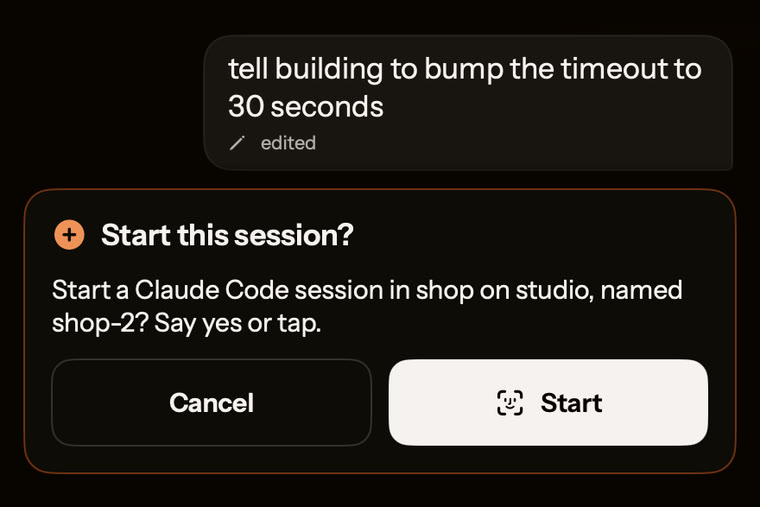 tell building to bump the timeout to
30 seconds
edited
Start this session?
Start a Claude Code session in shop on studio, named
shop-2? Say yes or tap.
Cancel
Start